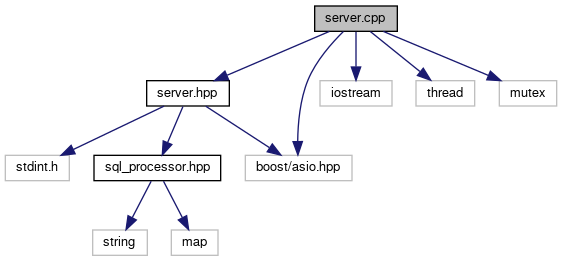 server.cpp
server.hpp
iostream
thread
mutex
stdint.h
sql_processor.hpp
boost/asio.hpp
string
map